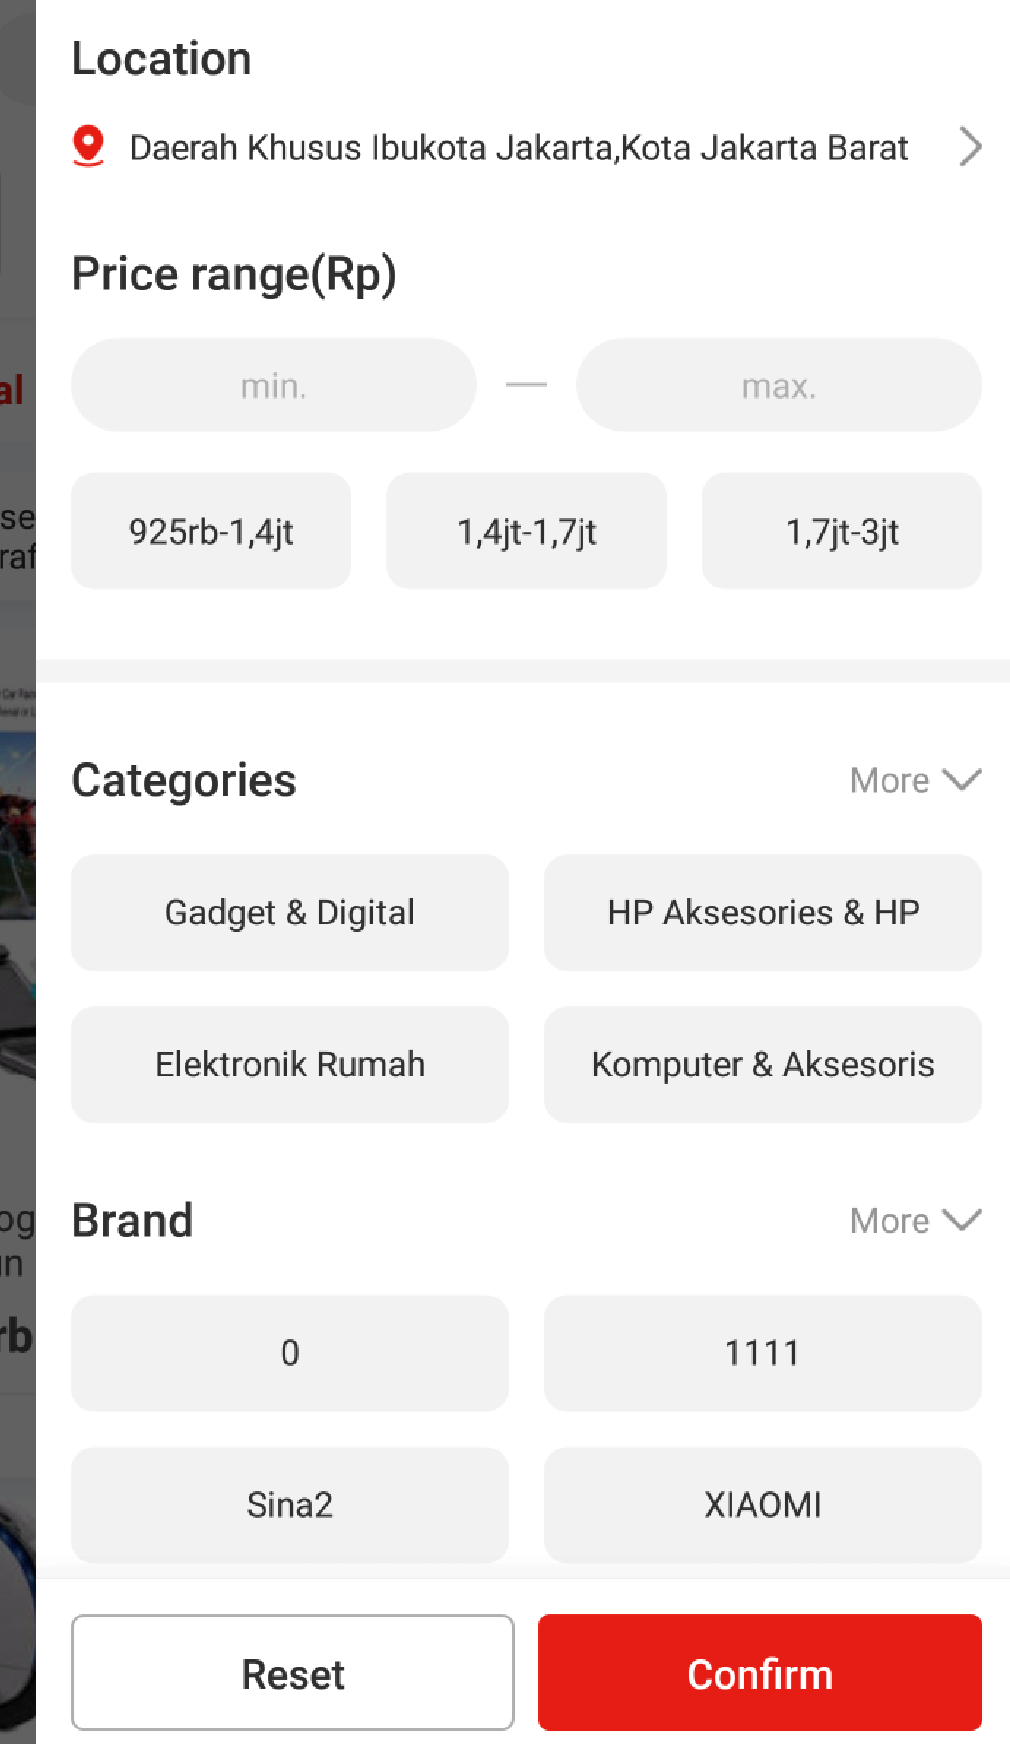 Location
Daerah Khusus Ibukota Jakarta,Kota Jakarta Barat
Price range(Rp)
min.
max.
925rb-1,4jt
1,4jt-1,7jt
1,7jt-3jt
Categories
More
Gadget & Digital
HP Aksesories & HP
Elektronik Rumah
Komputer & Aksesoris
Brand
More
0
1111
Sina2
XIAOMI
Reset
Confirm